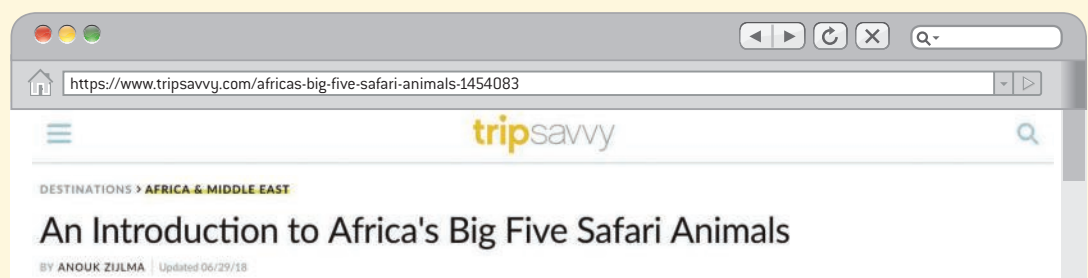 https://www.tripsavvy.com/africas-big-five-safari-animals-1454083
tripsavvy
DESTINATIONS > AFRICA & MIDDLE EAST
An Introduction to Africa's Big Five Safari Animals
BY ANOUK ZIJLMA | Updated 06/29/18